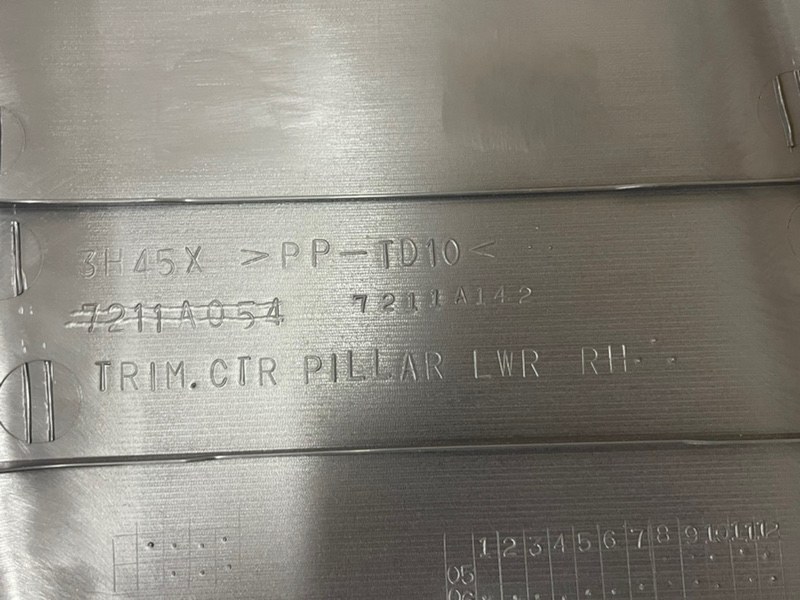 3H45X >PP-TD10<
7211A054 7211A142
TRIM.CTR PILLAR LWR RH
1 2 3 4 5 6 7 8 9 10 11 12
05
06